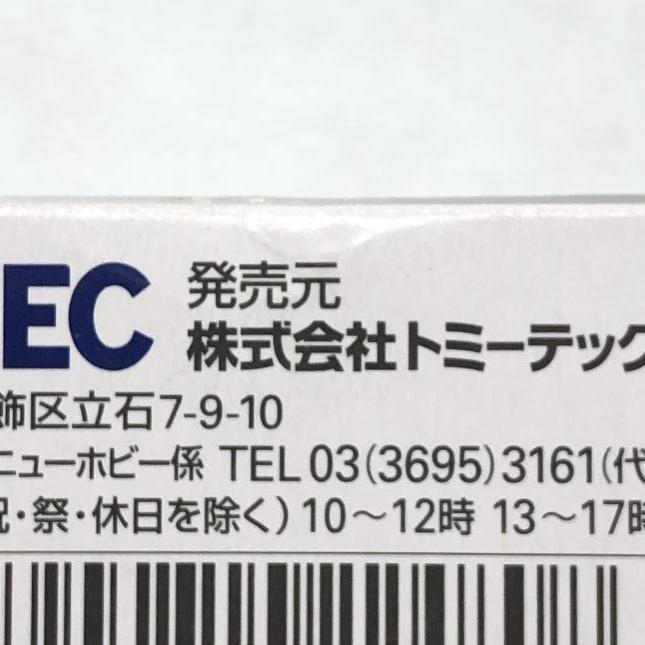 EC 発売元
株式会社トミーテック
飾区立石7-9-10
ニューホビー係 TEL 03(3695)3161(代
祝・祭・休日を除く)10～12時 13～17時